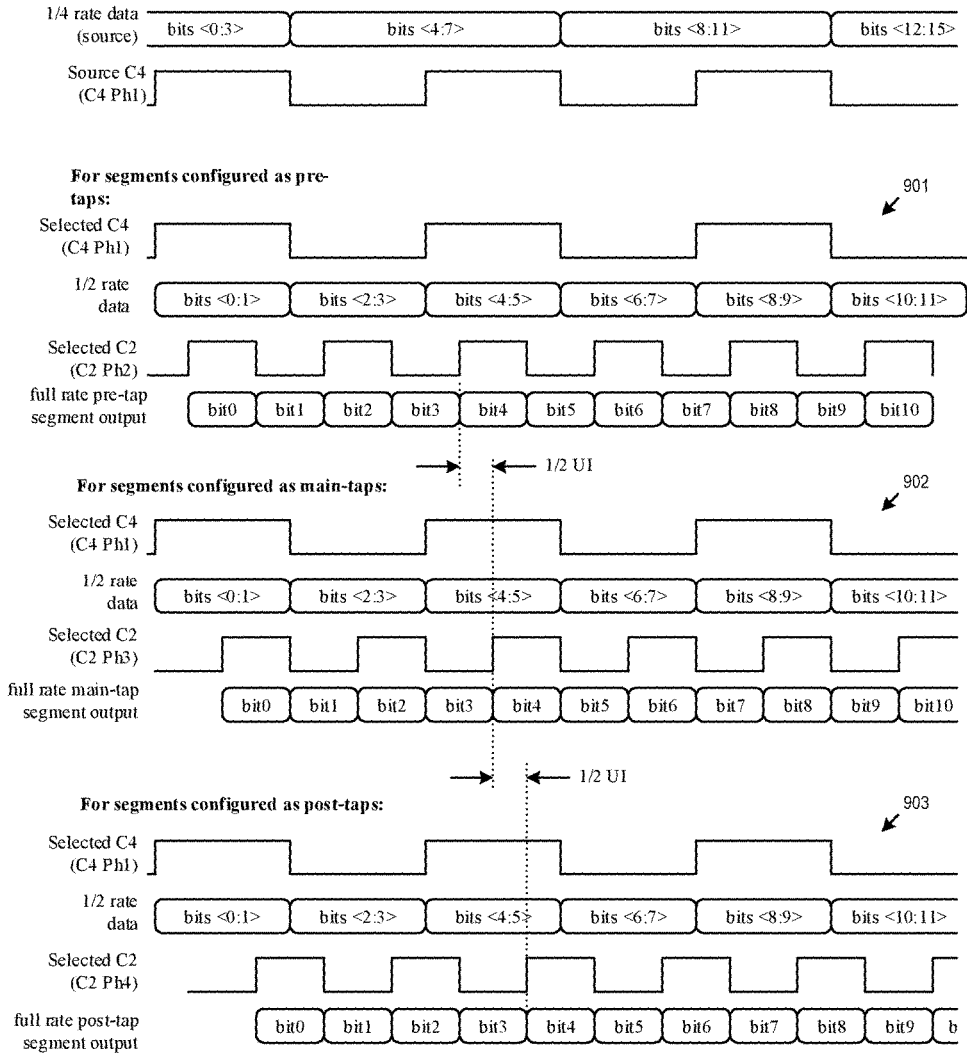 1/4 rate data
(source)
bits <0:3> bits <4:7> bits <8:11> bits <12:15>
Source C4
(C4 Ph1)
For segments configured as pre-
taps:
901
Selected C4
(C4 Ph1)
1/2 rate
data
bits <0:1> bits <2:3> bits <4:5> bits <6:7> bits <8:9> bits <10:11>
Selected C2
(C2 Ph2)
full rate pre-tap
segment output
bit0 bit1 bit2 bit3 bit4 bit5 bit6 bit7 bit8 bit9 bit10
1/2 UI
For segments configured as main-taps:
902
Selected C4
(C4 Ph1)
1/2 rate
data
bits <0:1> bits <2:3> bits <4:5> bits <6:7> bits <8:9> bits <10:11>
Selected C2
(C2 Ph3)
full rate main-tap
segment output
bit0 bit1 bit2 bit3 bit4 bit5 bit6 bit7 bit8 bit9 bit10
1/2 UI
For segments configured as post-taps:
903
Selected C4
(C4 Ph1)
1/2 rate
data
bits <0:1> bits <2:3> bits <4:5> bits <6:7> bits <8:9> bits <10:11>
Selected C2
(C2 Ph4)
full rate post-tap
segment output
bit0 bit1 bit2 bit3 bit4 bit5 bit6 bit7 bit8 bit9 b